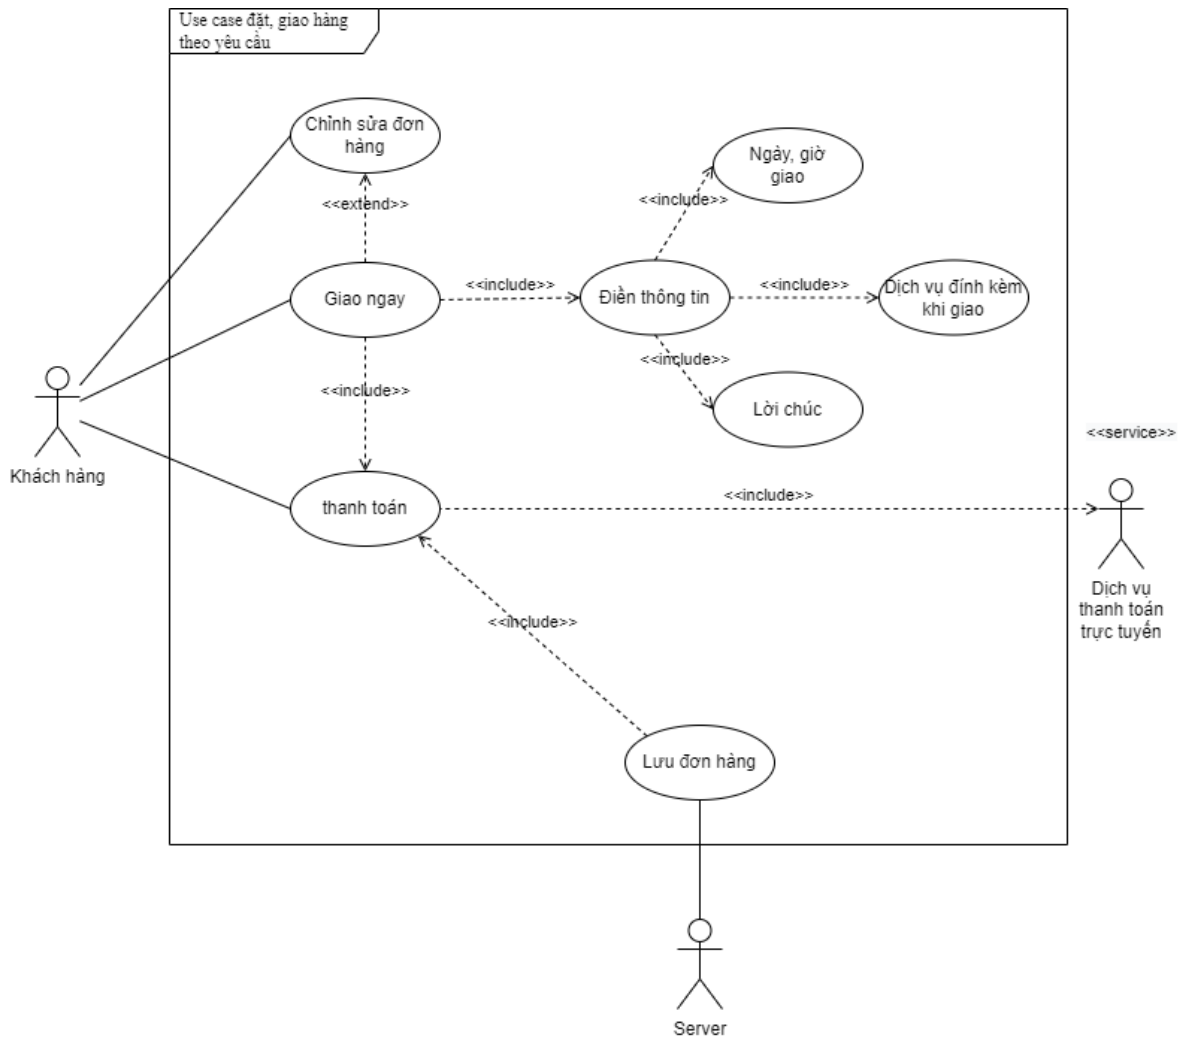 Use case đặt, giao hàng
theo yêu cầu
Chỉnh sửa đơn
hàng
<<extend>>
Giao ngay
<<include>>
Điền thông tin
<<include>>
Ngày, giờ
giao
<<include>>
Dịch vụ đính kèm
khi giao
<<include>>
Lời chúc
<<include>>
Khách hàng
thanh toán
<<include>>
<<service>>
Dịch vụ
thanh toán
trực tuyến
<<include>>
Lưu đơn hàng
Server